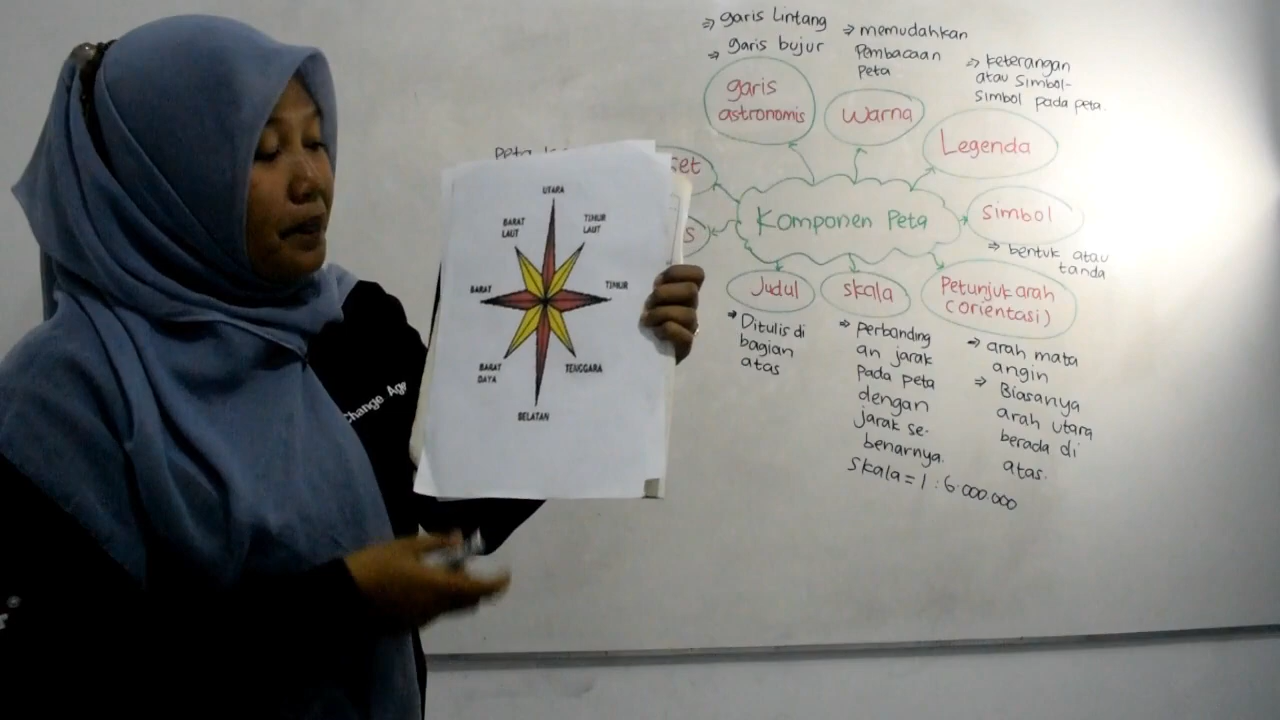 ⇒ garis Lintang
⇒ garis bujur
garis
astronomis
⇒ memudahkan
Pembacaan
Peta
Warna
⇒ keterangan
atau simbol-
simbol pada peta.
Legenda
Peta
set
s
Komponen Peta
simbol
⇒ bentuk atau
tanda
Judul
⇒ Ditulis di
bagian
atas
skala
⇒ Perbanding
an jarak
Pada peta
dengan
jarak se-
benarnya.
skala = 1 : 6.000.000
Petunjuk arah
(orientasi)
⇒ arah mata
angin
⇒ Biasanya
arah utara
berada di
atas.
UTARA
BARAT
LAUT
TIMUR
LAUT
BARAT
TIMUR
BARAT
DAYA
TENGGARA
SELATAN
Change Age